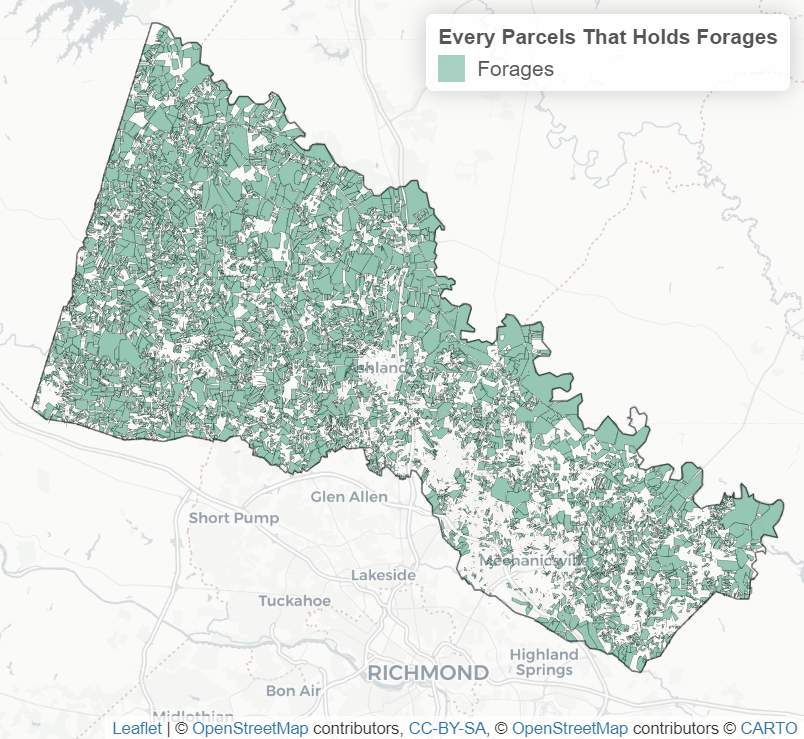 Every Parcels That Holds Forages
Forages
Ashland
Glen Allen
Short Pump
Mechanicsville
Lakeside
Tuckahoe
Highland
Springs
RICHMOND
Bon Air
Midlothian
Leaflet | © OpenStreetMap contributors, CC-BY-SA, © OpenStreetMap contributors © CARTO